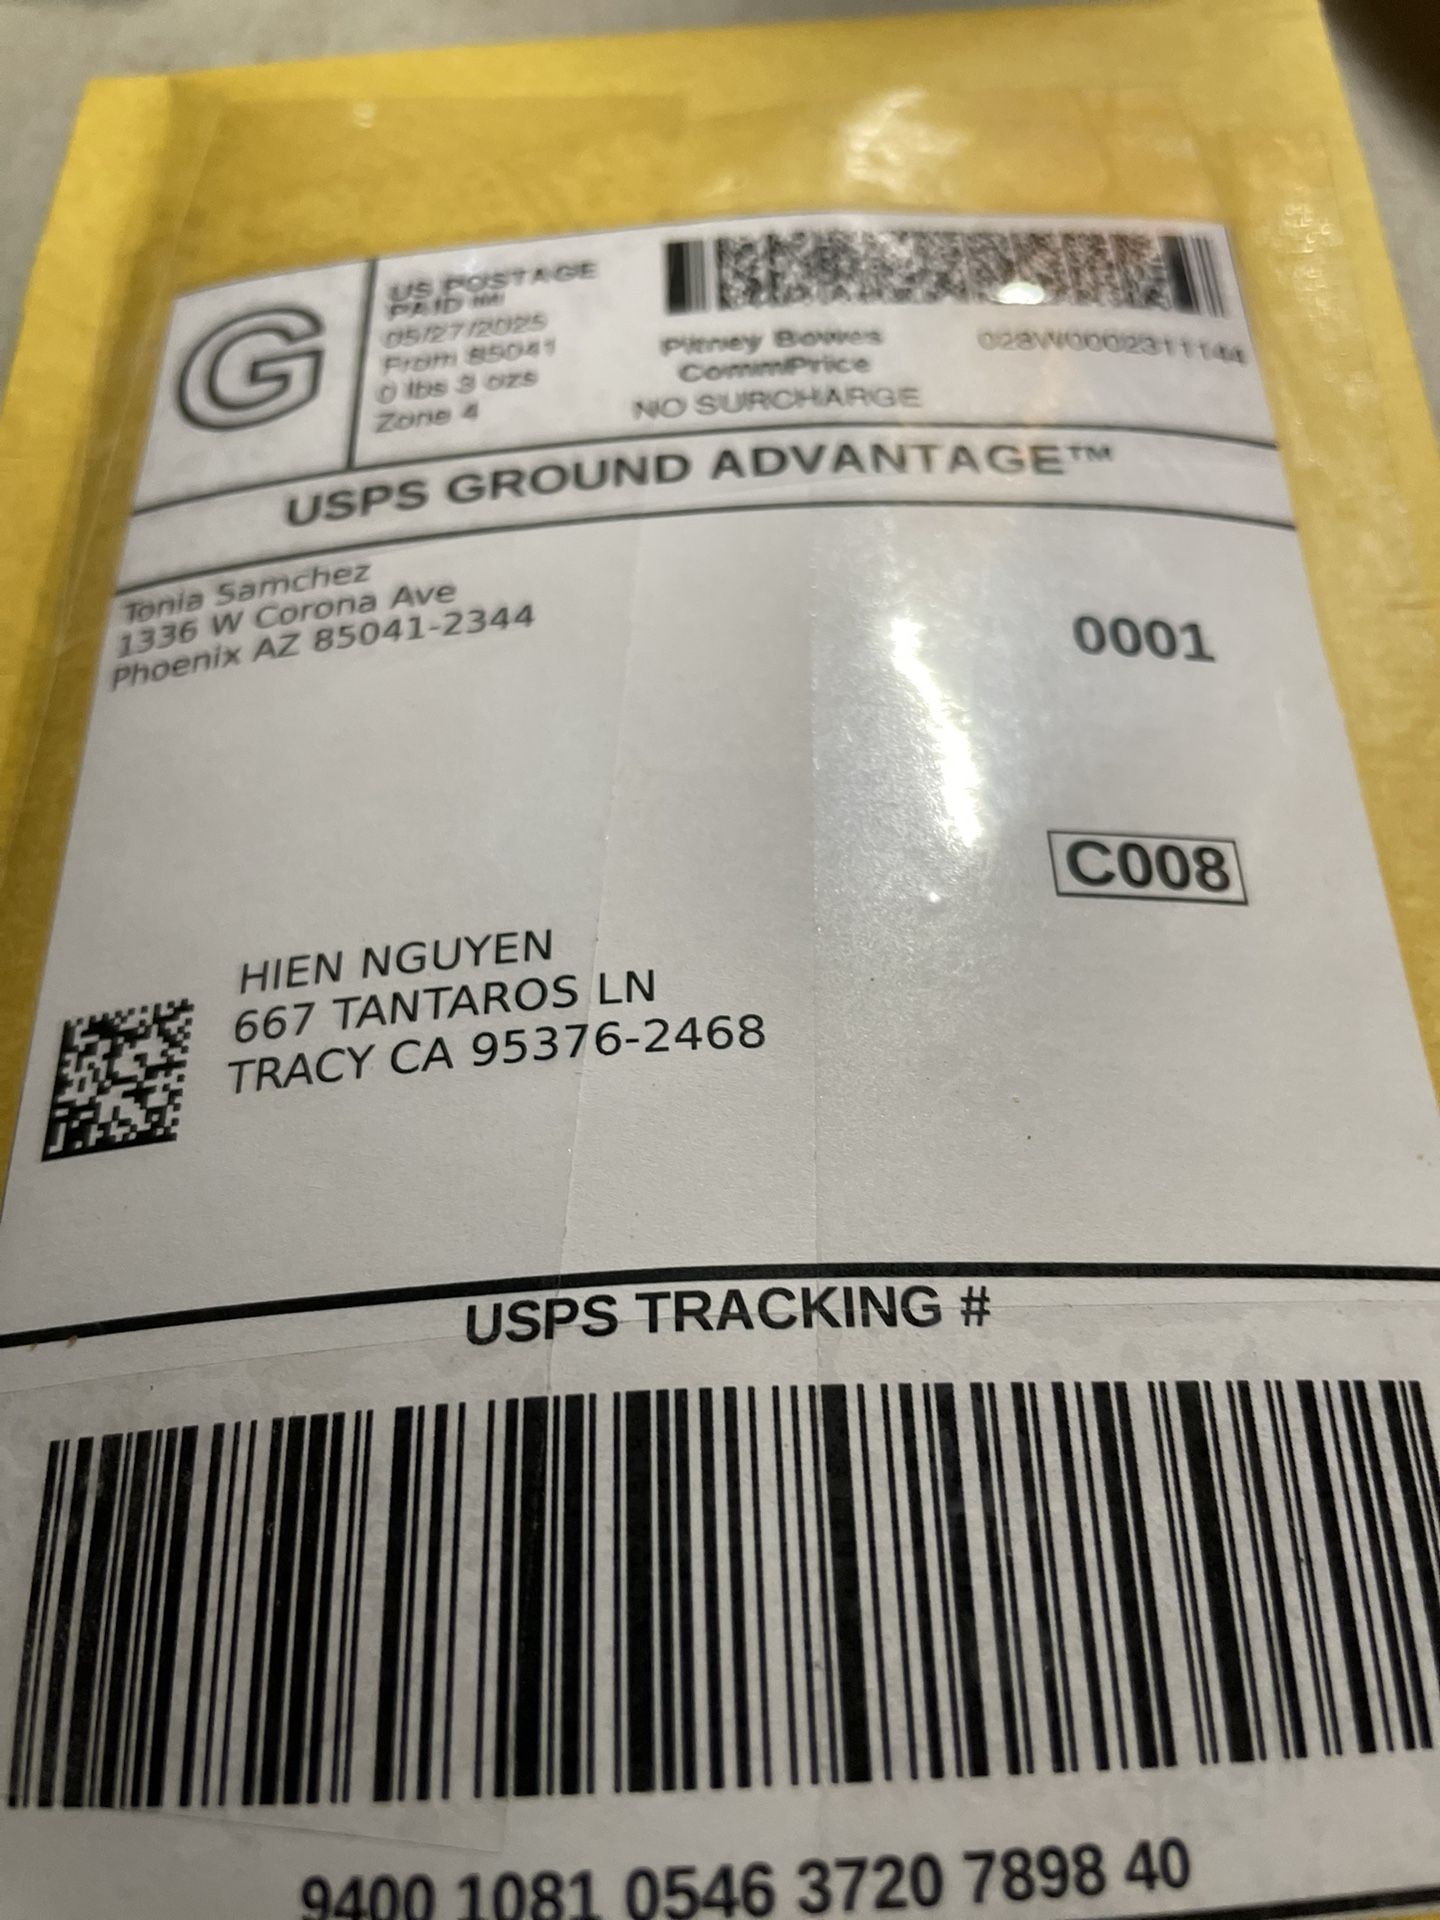 G
US POSTAGE
PAID IMI
05/27/2025
From 85041
0 lbs 3 ozs
Zone 4
Pitney Bowes
CommPrice
NO SURCHARGE
028W0002311144
USPS GROUND ADVANTAGE™
Tonia Samchez
1336 W Corona Ave
Phoenix AZ 85041-2344
0001
C008
HIEN NGUYEN
667 TANTAROS LN
TRACY CA 95376-2468
USPS TRACKING #
9400 1081 0546 3720 7898 40